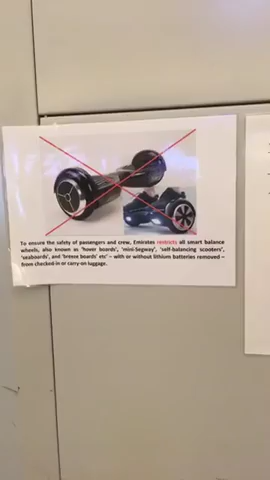 To ensure the safety of passengers and crew, Emirates restricts all smart balance
wheels, also known as 'hover boards', 'mini-Segway', 'self-balancing scooters',
'seaboards', and 'breeze boards' etc' – with or without lithium batteries removed –
from checked-in or carry-on luggage.